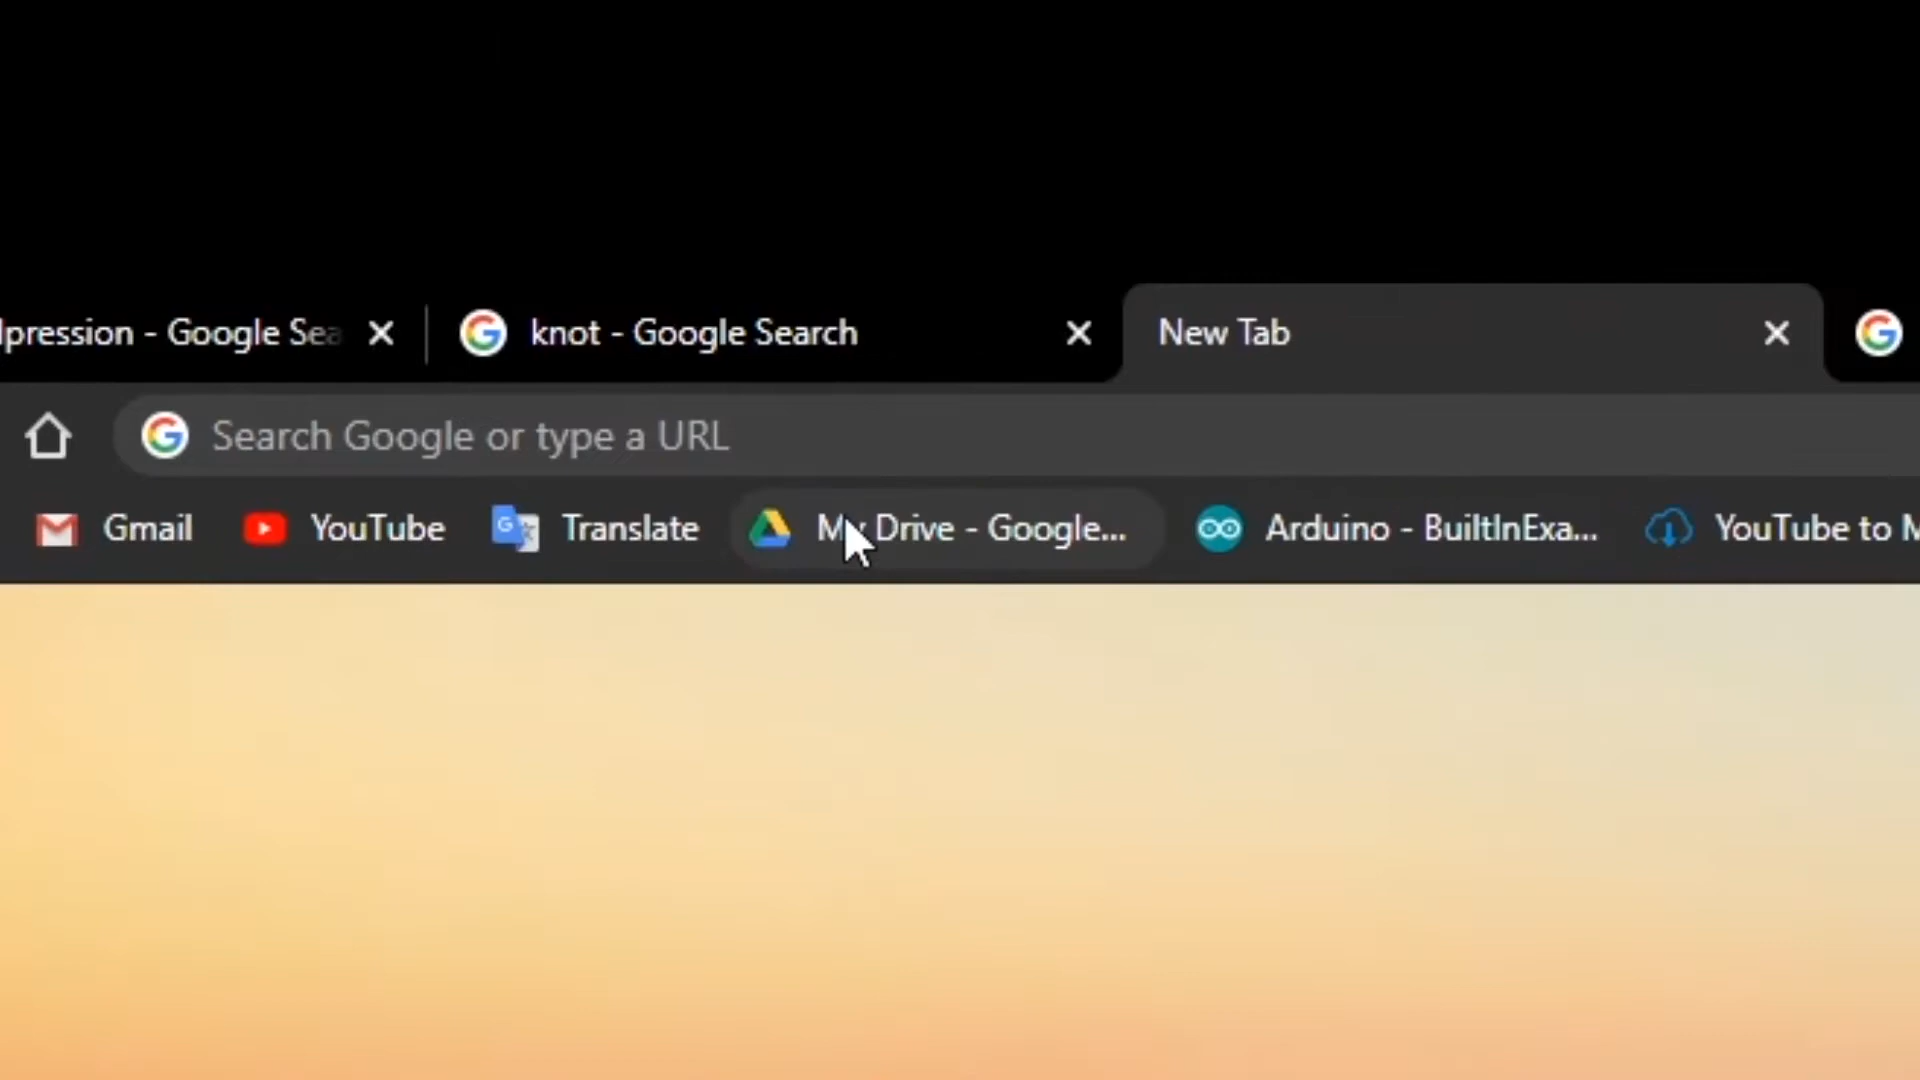 pression - Google Sea
knot - Google Search
New Tab
Search Google or type a URL
Gmail
YouTube
Translate
My Drive - Google...
Arduino - BuiltInExa...
YouTube to M